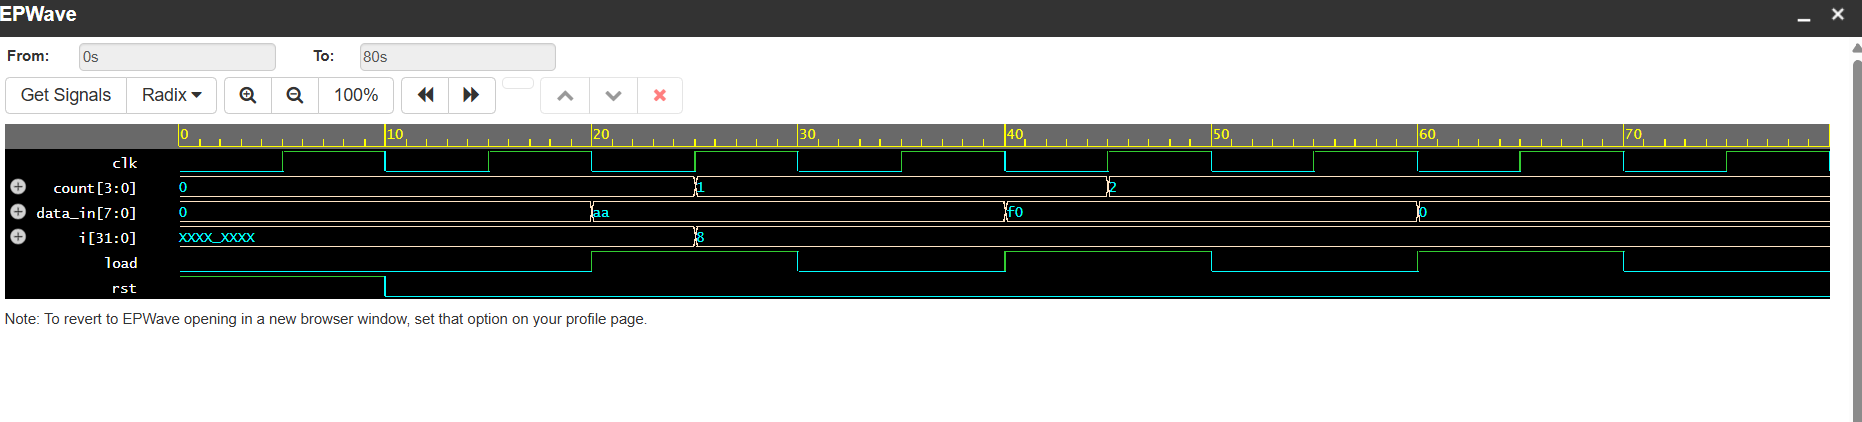 EPWave
From: 0s To: 80s
Get Signals Radix 100%
0 10 20 30 40 50 60 70
clk
count[3:0] 0 1 2
data_in[7:0] 0 aa f0 0
i[31:0] XXXX_XXXX 8
load
rst
Note: To revert to EPWave opening in a new browser window, set that option on your profile page.